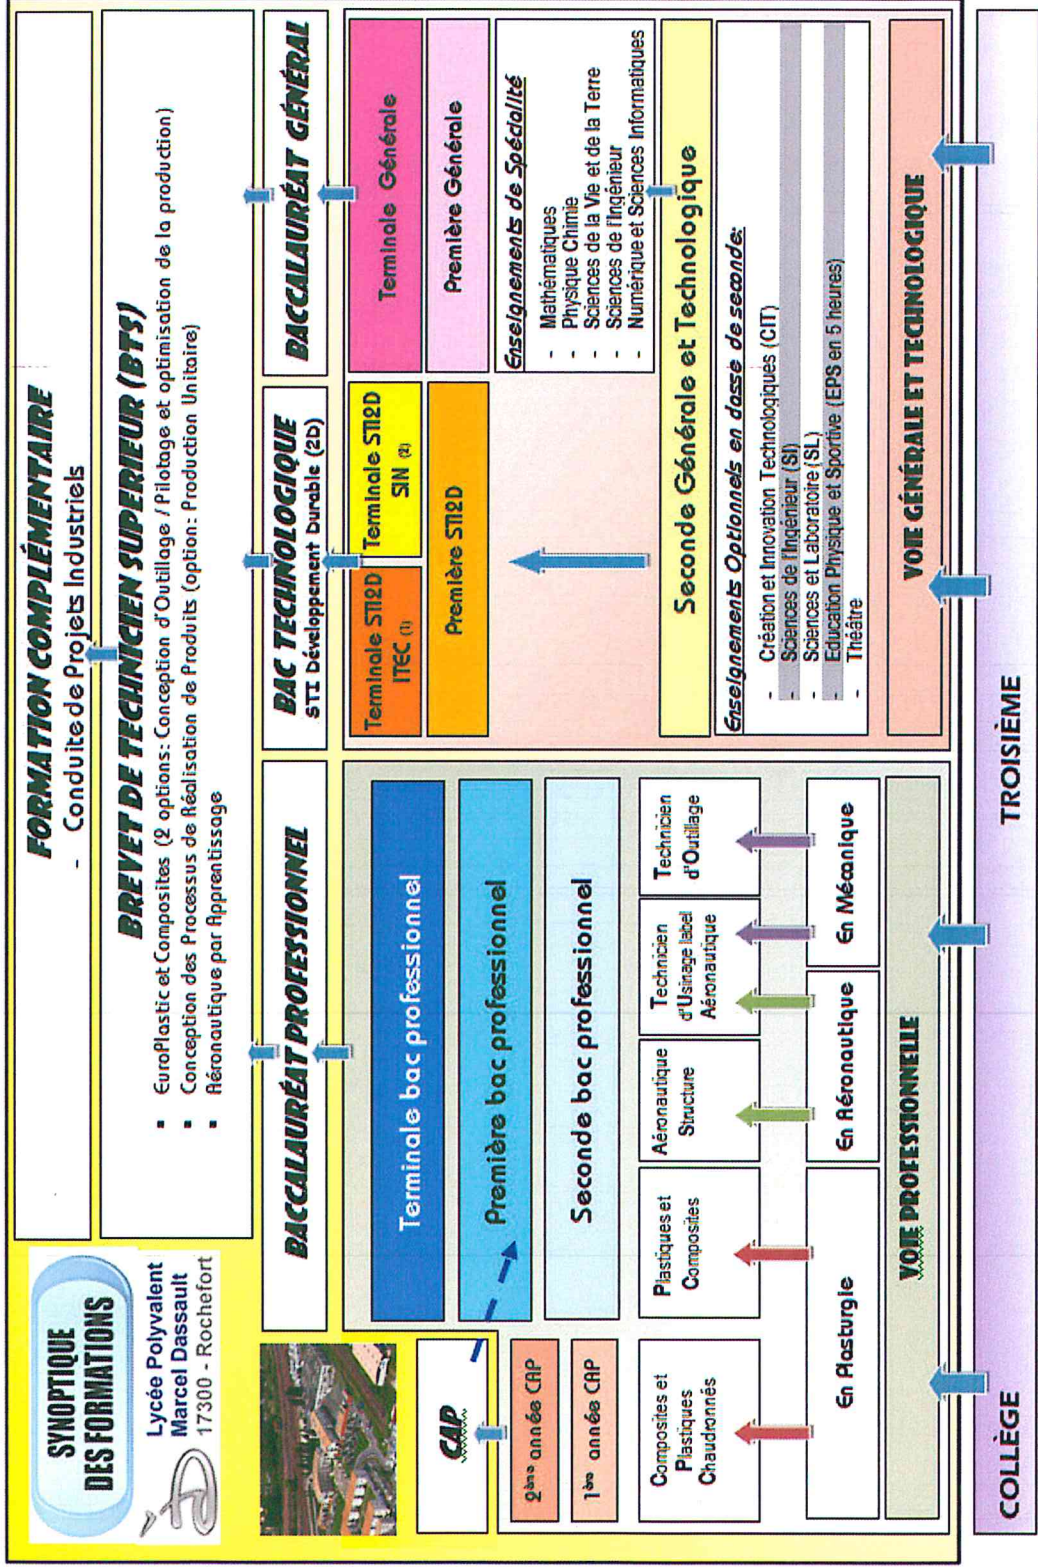 SYNOPTIQUE
DES FORMATIONS
Lycée Polyvalent
Marcel Dassault
17300 - Rochefort
FORMATION COMPLÉMENTAIRE
- Conduite de Projets Industriels
BREVET DE TECHNICIEN SUPERIEUR (BTS)
▪ EuroPlastic et Composites (2 options: Conception d'Outillage / Pilotage et optimisation de la production)
▪ Conception des Processus de Réalisation de Produits (option: Production Unitaire)
▪ Aéronautique par Apprentissage
BACCALAURÉAT PROFESSIONNEL
BAC TECHNOLOGIQUE
STI Développement Durable (2D)
BACCALAURÉAT GÉNÉRAL
CAP
2ème année CAP
1ère année CAP
Terminale bac professionnel
Première bac professionnel
Seconde bac professionnel
Composites et
Plastiques
Chaudronnés
Plastiques et
Composites
Aéronautique
Structure
Technicien
d'Usinage label
Aéronautique
Technicien
d'Outillage
En Plasturgie
En Aéronautique
En Mécanique
VOIE PROFESSIONNELLE
Terminale STI2D
ITEC (1)
Terminale STI2D
SIN (2)
Première STI2D
Terminale Générale
Première Générale
Enseignements de Spécialité
- Mathématiques
- Physique Chimie
- Sciences de la Vie et de la Terre
- Sciences de l'Ingénieur
- Numérique et Sciences Informatiques
Seconde Générale et Technologique
Enseignements Optionnels en classe de seconde:
- Création et Innovation Technologiques (CIT)
- Sciences de l'Ingénieur (SI)
- Sciences et Laboratoire (SL)
- Education Physique et Sportive (EPS en 5 heures)
- Théâtre
VOIE GÉNÉRALE ET TECHNOLOGIQUE
COLLÈGE
TROISIÈME